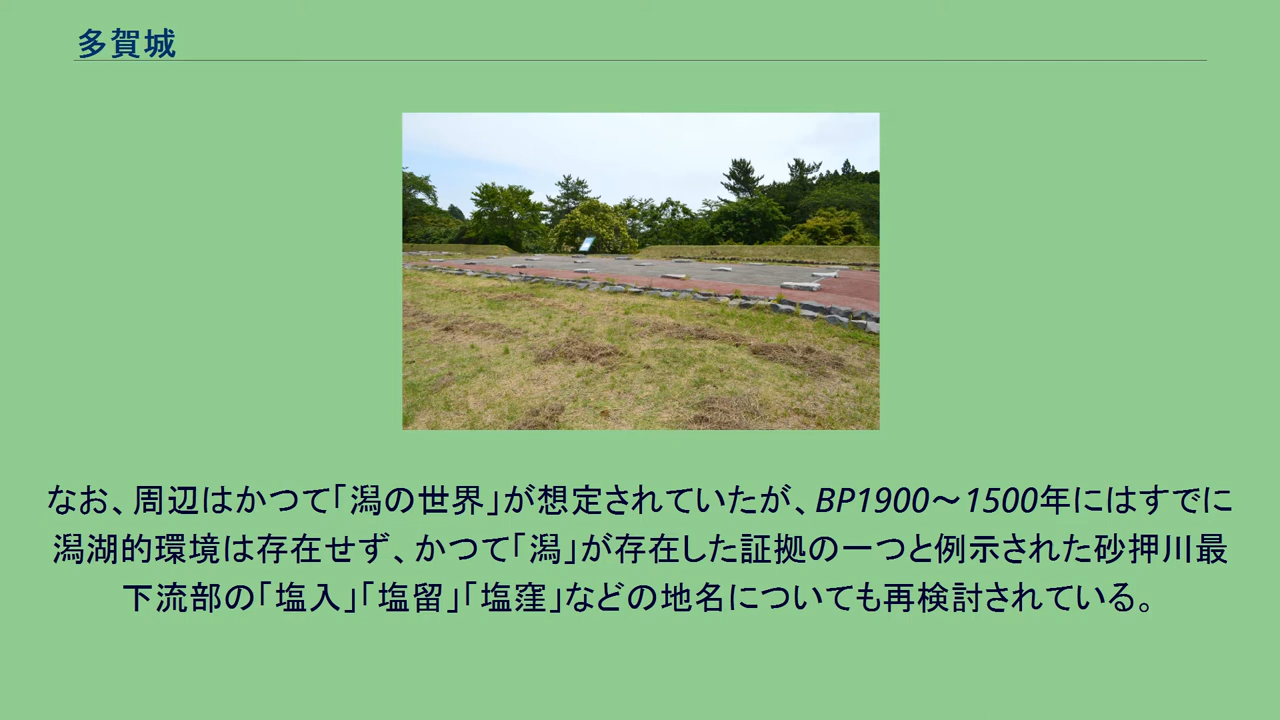 多賀城
なお、周辺はかつて「潟の世界」が想定されていたが、BP1900～1500年にはすでに
潟湖的環境は存在せず、かつて「潟」が存在した証拠の一つと例示された砂押川最
下流部の「塩入」「塩留」「塩窪」などの地名についても再検討されている。